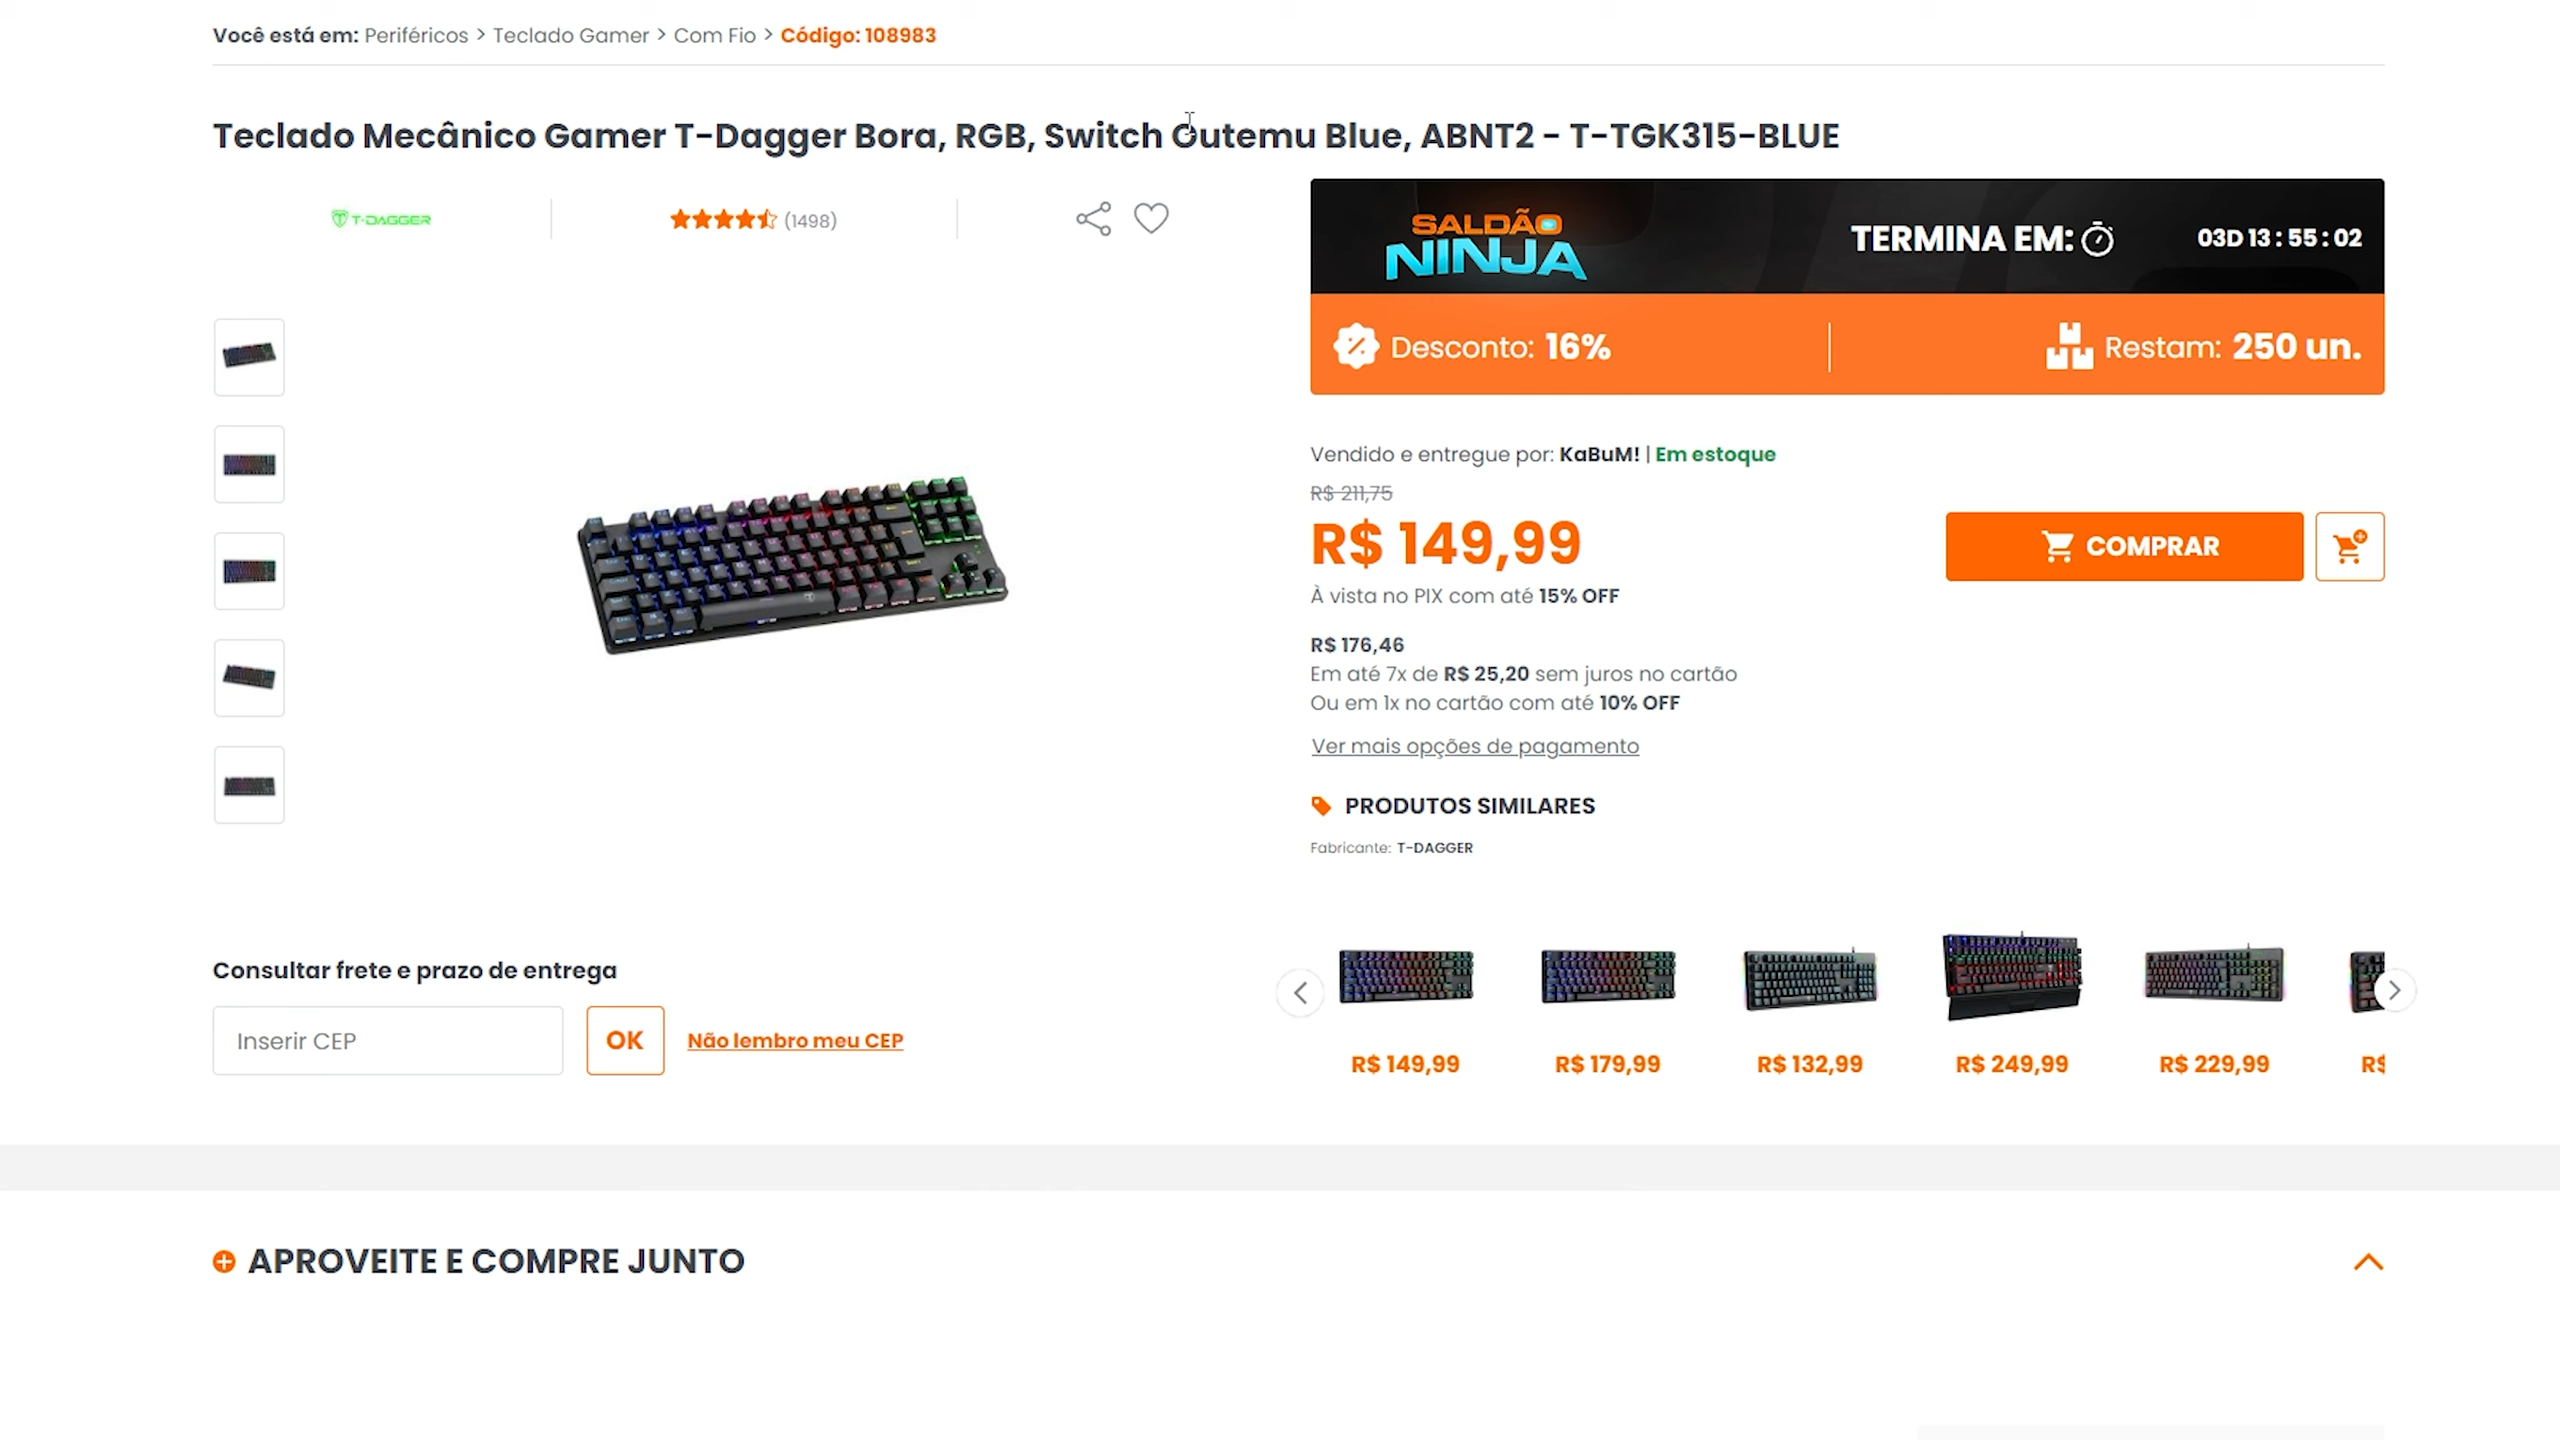 Você está em: Periféricos > Teclado Gamer > Com Fio > Código: 108983
Teclado Mecânico Gamer T-Dagger Bora, RGB, Switch Outemu Blue, ABNT2 - T-TGK315-BLUE
T-DAGGER
(1498)
SALDÃO
NINJA
TERMINA EM:
03D 13 : 55 : 02
Desconto: 16%
Restam: 250 un.
Vendido e entregue por: KaBuM! | Em estoque
R$ 211,75
R$ 149,99
COMPRAR
À vista no PIX com até 15% OFF
R$ 176,46
Em até 7x de R$ 25,20 sem juros no cartão
Ou em 1x no cartão com até 10% OFF
Ver mais opções de pagamento
PRODUTOS SIMILARES
Fabricante: T-DAGGER
Consultar frete e prazo de entrega
Inserir CEP
OK
Não lembro meu CEP
R$ 149,99
R$ 179,99
R$ 132,99
R$ 249,99
R$ 229,99
R$
APROVEITE E COMPRE JUNTO